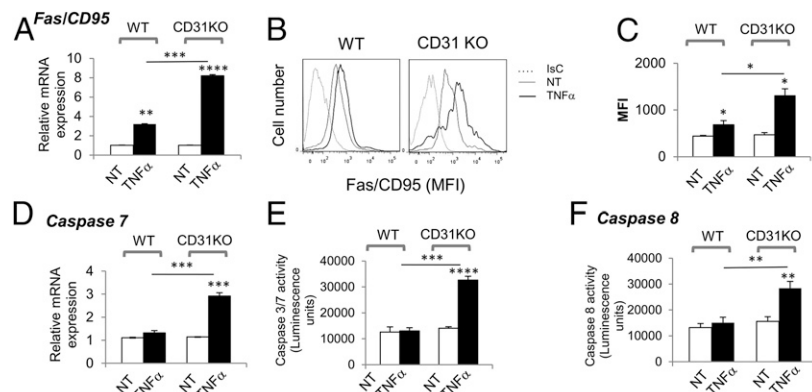 A Fas/CD95
WT CD31KO
Relative mRNA
expression
10
8
6
4
2
0
***
**
****
NT
TNFα
NT
TNFα
B
WT CD31 KO
Cell number
Fas/CD95 (MFI)
IsC
NT
TNFα
C
WT CD31KO
MFI
2000
1000
0
*
*
*
NT
TNFα
NT
TNFα
D Caspase 7
WT CD31KO
Relative mRNA
expression
4
3
2
1
0
***
***
NT
TNFα
NT
TNFα
E
WT CD31KO
Caspase 3/7 activity
(Luminescence
units)
40000
30000
20000
10000
0
***
****
NT
TNFα
NT
TNFα
F Caspase 8
WT CD31KO
Caspase 8 activity
(Luminescence
units)
40000
30000
20000
10000
0
**
**
NT
TNFα
NT
TNFα